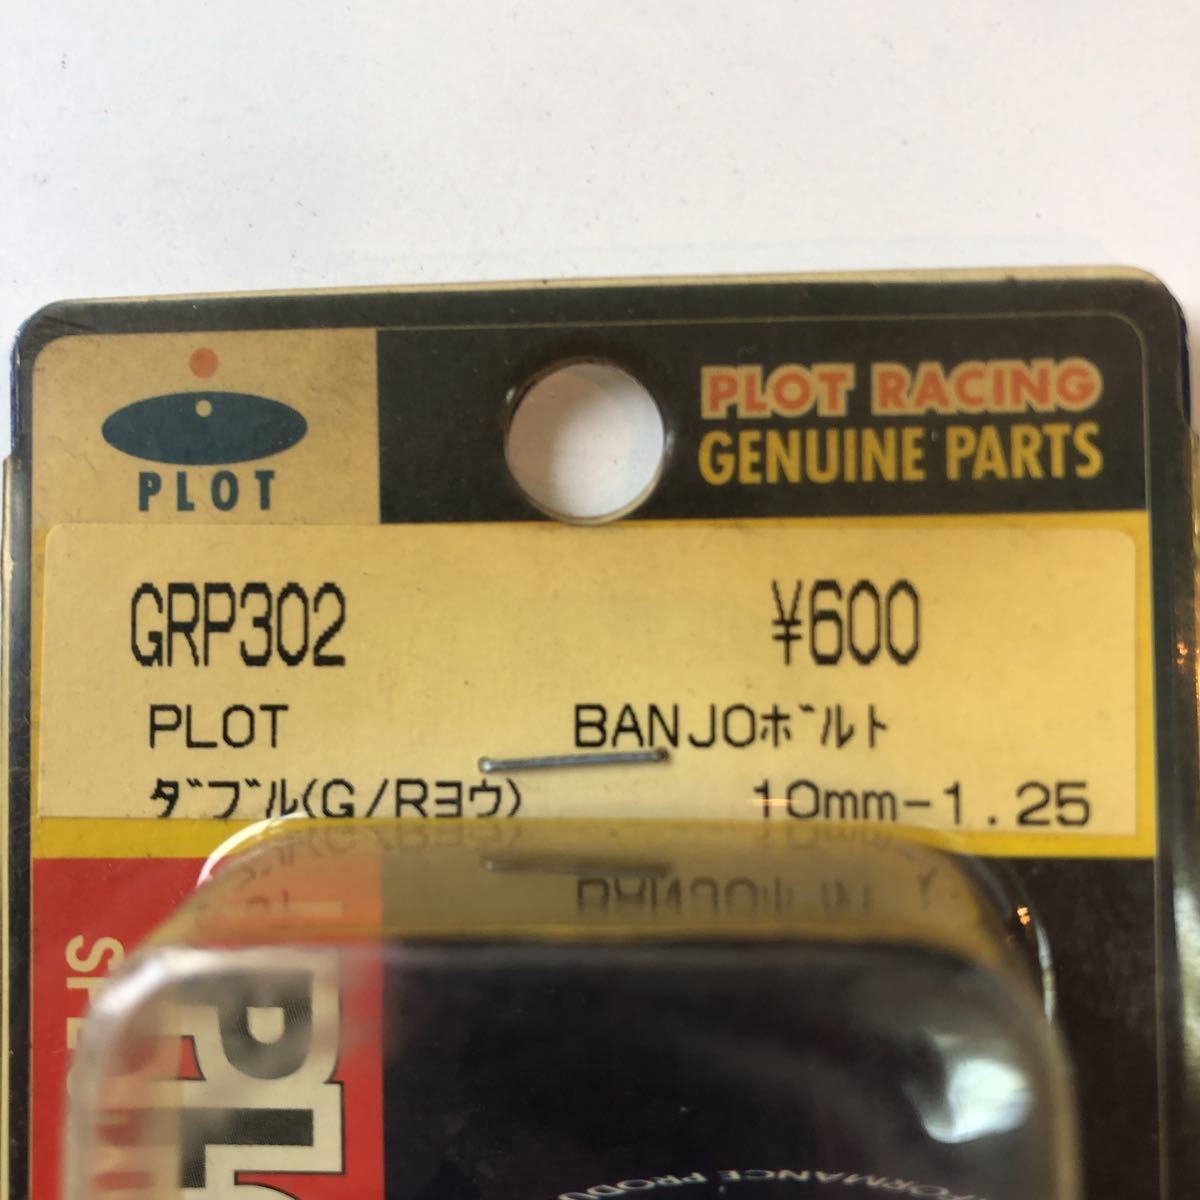 PLOT
PLOT RACING
GENUINE PARTS
GRP302 ¥600
PLOT BANJOボルト
ダブル(G/Rヨウ) 10mm-1.25